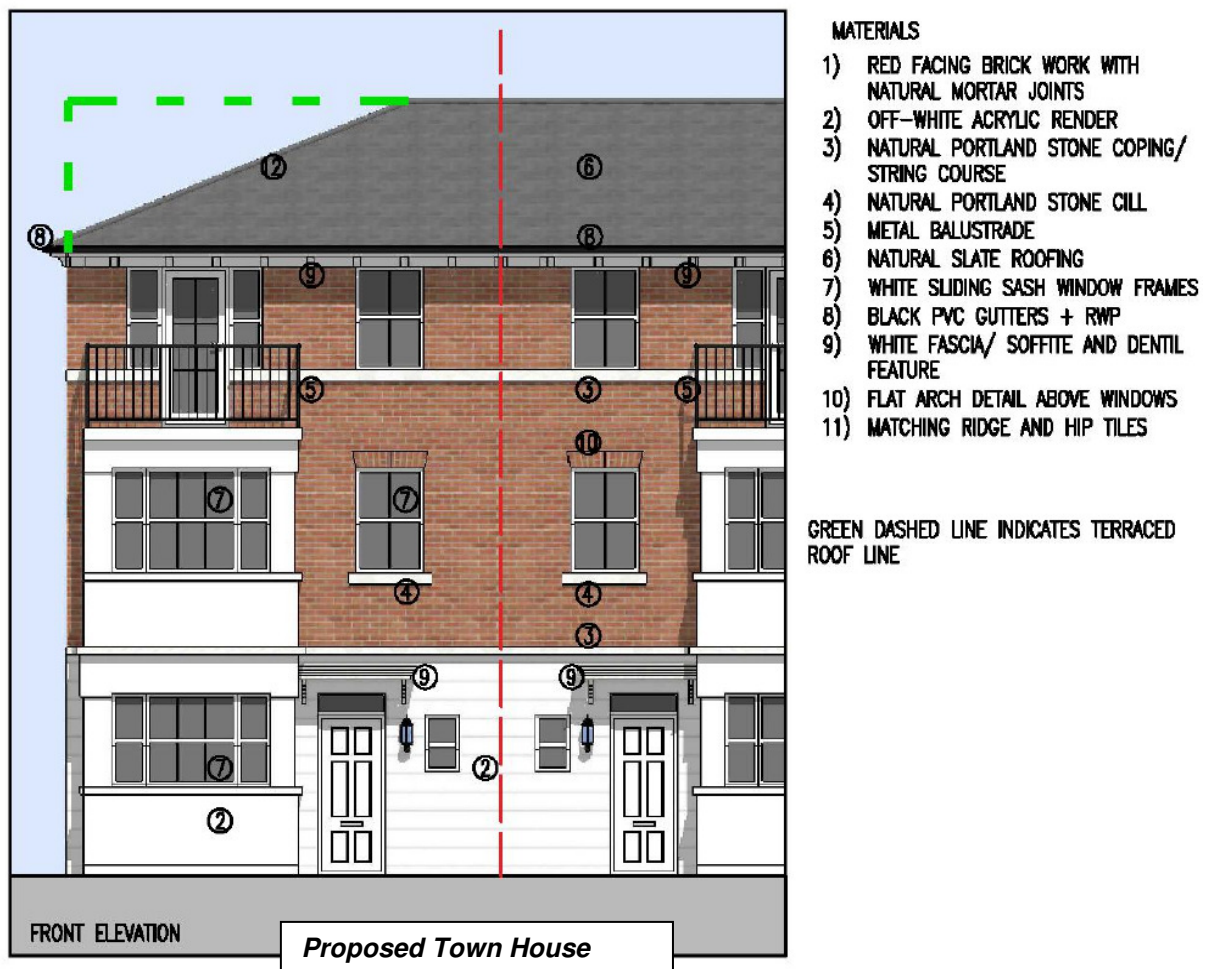 ⑫
⑥
⑧
⑧
⑨
⑨
⑤
③
⑤
⑩
⑦
⑦
④
④
③
⑨
⑨
⑦
②
②
FRONT ELEVATION
Proposed Town House
MATERIALS
1) RED FACING BRICK WORK WITH
NATURAL MORTAR JOINTS
2) OFF-WHITE ACRYLIC RENDER
3) NATURAL PORTLAND STONE COPING/
STRING COURSE
4) NATURAL PORTLAND STONE CILL
5) METAL BALUSTRADE
6) NATURAL SLATE ROOFING
7) WHITE SLIDING SASH WINDOW FRAMES
8) BLACK PVC GUTTERS + RWP
9) WHITE FASCIA/ SOFFITE AND DENTIL
FEATURE
10) FLAT ARCH DETAIL ABOVE WINDOWS
11) MATCHING RIDGE AND HIP TILES
GREEN DASHED LINE INDICATES TERRACED
ROOF LINE